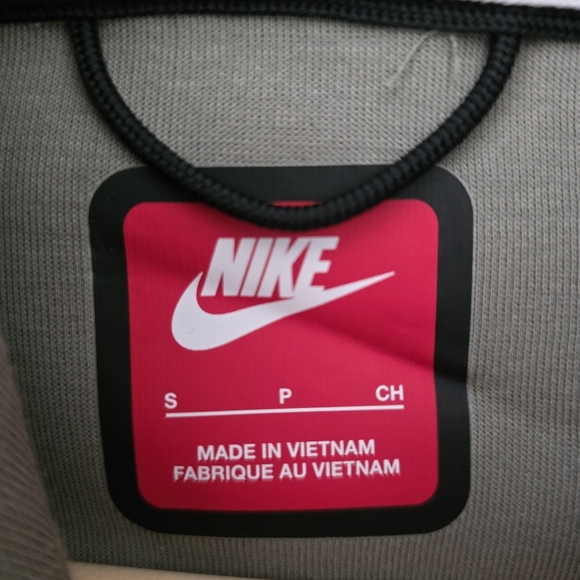 NIKE
S P CH
MADE IN VIETNAM
FABRIQUE AU VIETNAM